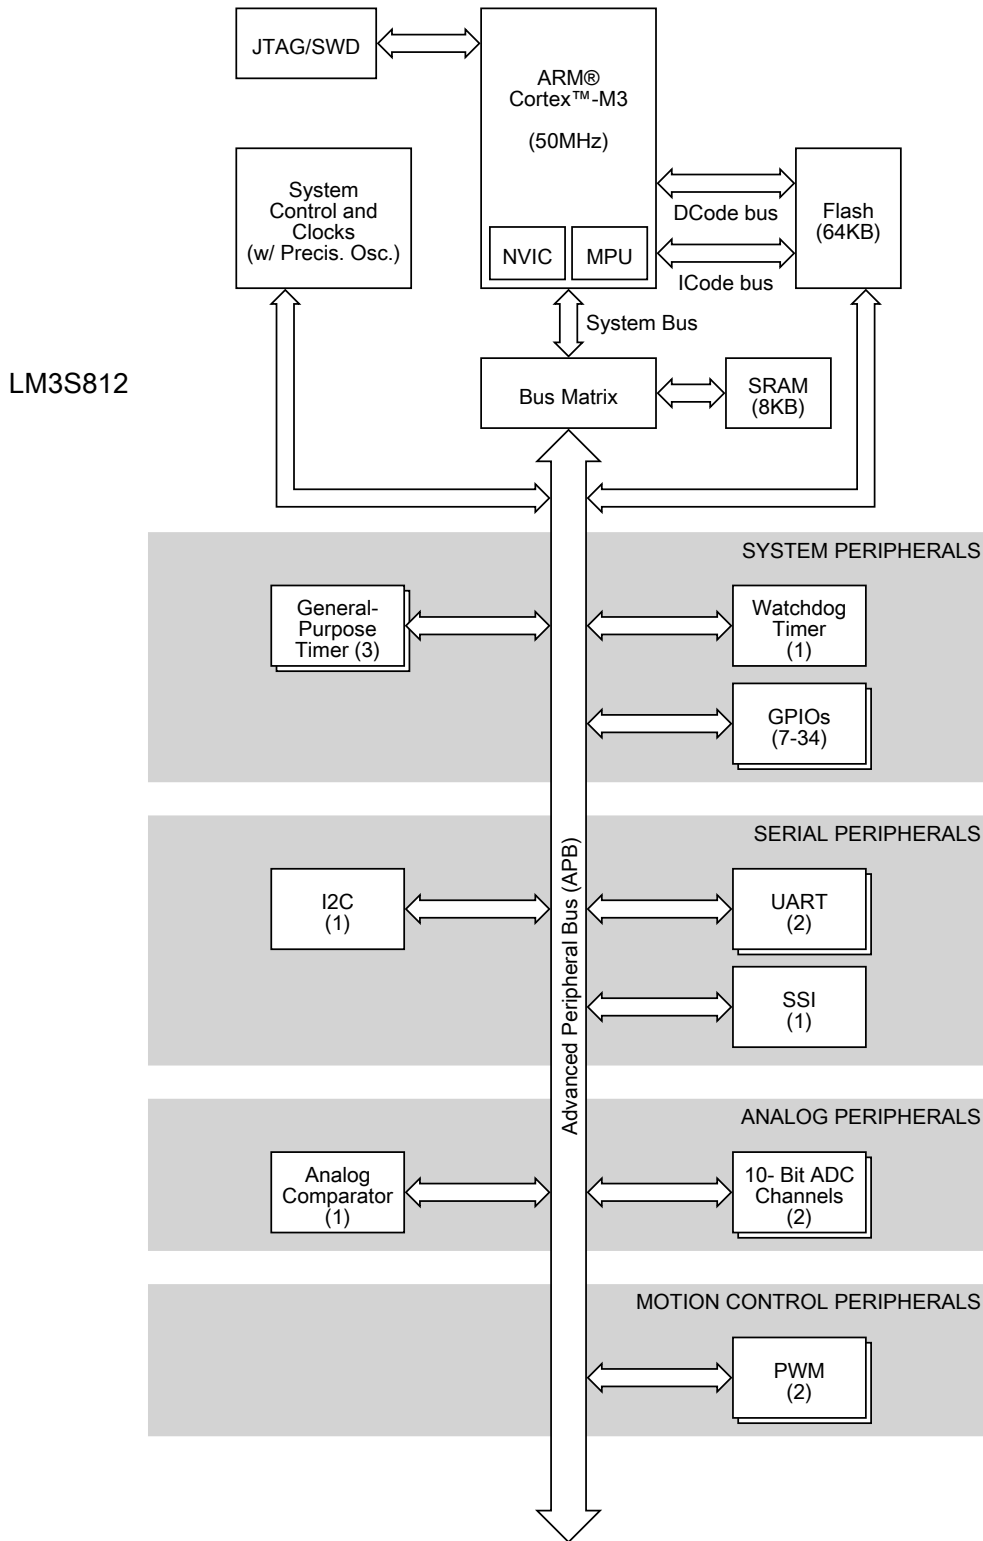 JTAG/SWD
ARM®
Cortex™-M3
(50MHz)
NVIC
MPU
System
Control and
Clocks
(w/ Precis. Osc.)
DCode bus
ICode bus
Flash
(64KB)
System Bus
LM3S812
Bus Matrix
SRAM
(8KB)
SYSTEM PERIPHERALS
General-
Purpose
Timer (3)
Watchdog
Timer
(1)
GPIOs
(7-34)
Advanced Peripheral Bus (APB)
SERIAL PERIPHERALS
I2C
(1)
UART
(2)
SSI
(1)
ANALOG PERIPHERALS
Analog
Comparator
(1)
10- Bit ADC
Channels
(2)
MOTION CONTROL PERIPHERALS
PWM
(2)